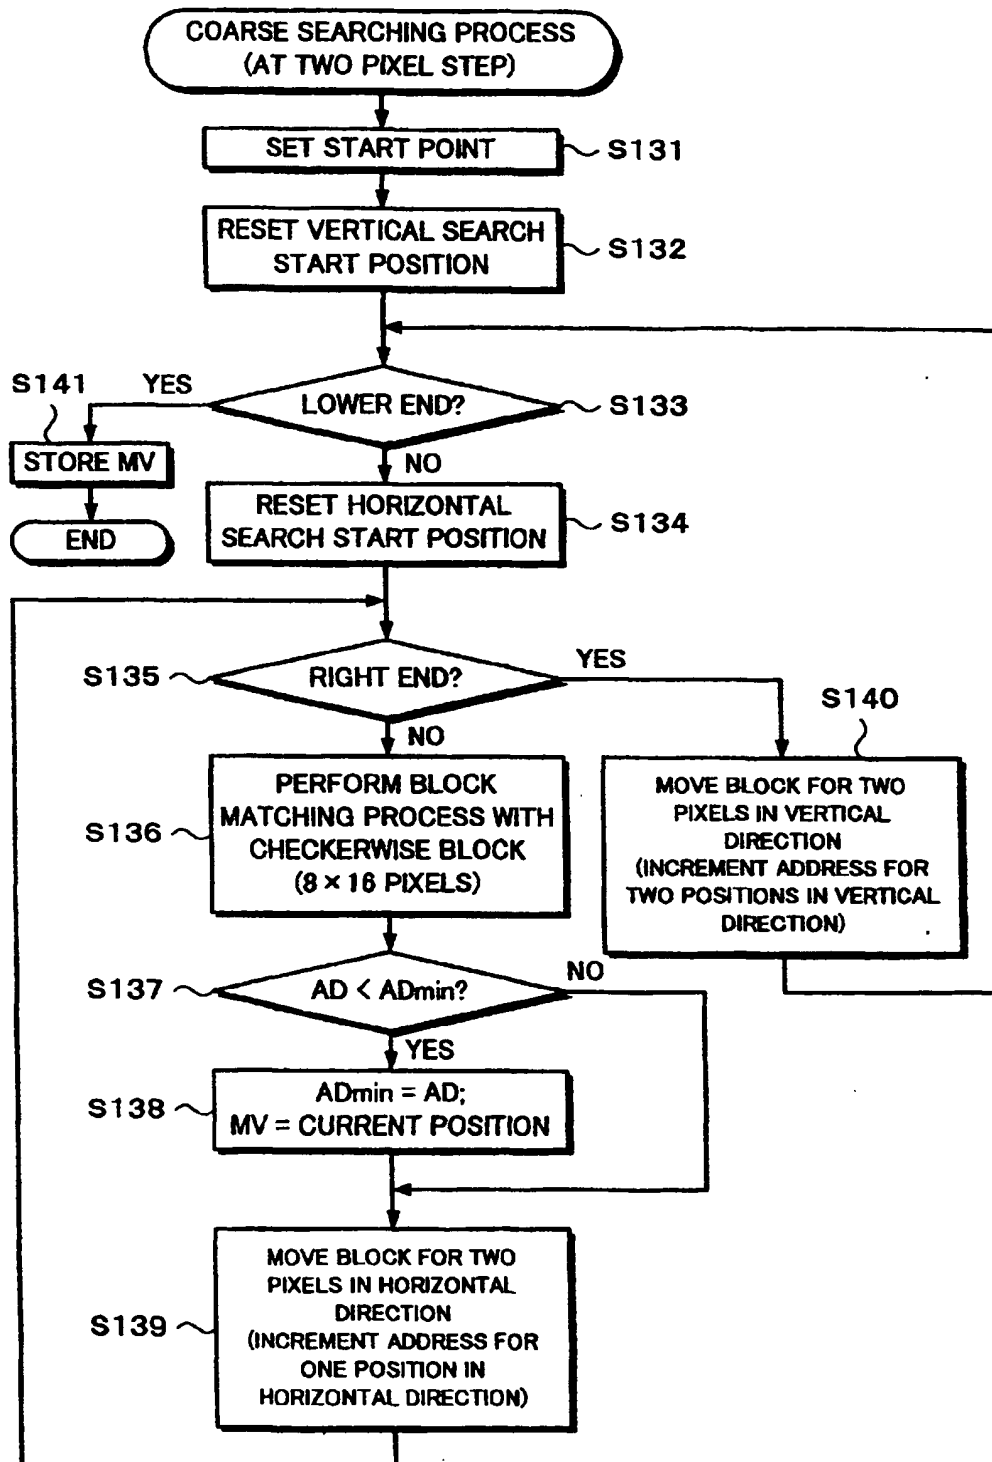 COARSE SEARCHING PROCESS
(AT TWO PIXEL STEP)
SET START POINT
S131
RESET VERTICAL SEARCH
START POSITION
S132
S141
YES
LOWER END?
S133
STORE MV
NO
END
RESET HORIZONTAL
SEARCH START POSITION
S134
S135
RIGHT END?
YES
S140
NO
PERFORM BLOCK
MATCHING PROCESS WITH
CHECKERWISE BLOCK
(8 × 16 PIXELS)
S136
MOVE BLOCK FOR TWO
PIXELS IN VERTICAL
DIRECTION
(INCREMENT ADDRESS FOR
TWO POSITIONS IN VERTICAL
DIRECTION)
S137
AD < ADmin?
NO
YES
S138
ADmin = AD;
MV = CURRENT POSITION
S139
MOVE BLOCK FOR TWO
PIXELS IN HORIZONTAL
DIRECTION
(INCREMENT ADDRESS FOR
ONE POSITION IN
HORIZONTAL DIRECTION)